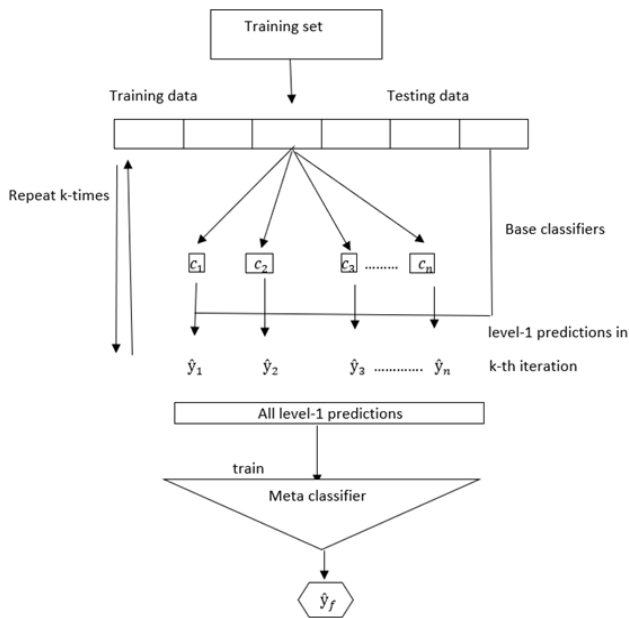 Training set
Training data Testing data
Repeat k-times
Base classifiers
c₁ c₂ c₃ ......... cₙ
level-1 predictions in
ŷ₁ ŷ₂ ŷ₃ ............. ŷₙ k-th iteration
All level-1 predictions
train
Meta classifier
ŷ_f